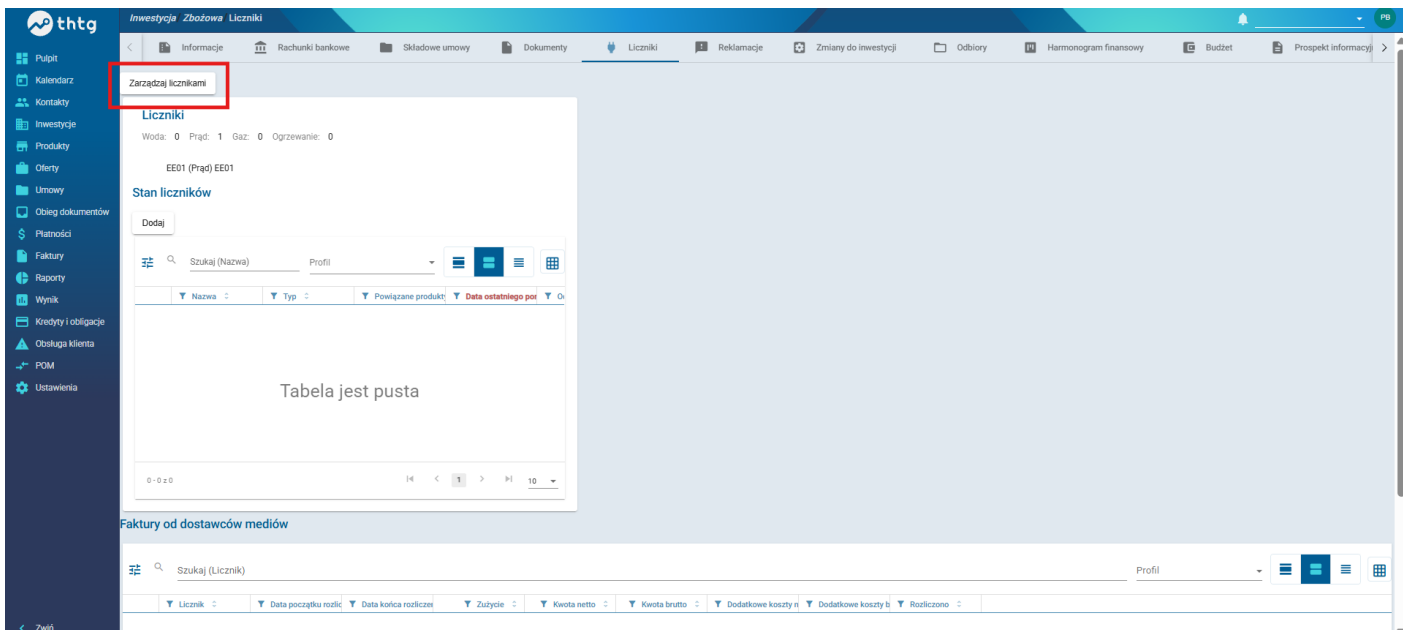 thtg
Inwestycja Zbożowa Liczniki
PB
Informacje Rachunki bankowe Składowe umowy Dokumenty Liczniki Reklamacje Zmiany do inwestycji Odbiory Harmonogram finansowy Budżet Prospekt informacyj
Pulpit
Kalendarz
Kontakty
Inwestycje
Produkty
Oferty
Umowy
Obieg dokumentów
Płatności
Faktury
Raporty
Wynik
Kredyty i obligacje
Obsługa klienta
POM
Ustawienia
Zwiń
Zarządzaj licznikami
Liczniki
Woda: 0 Prąd: 1 Gaz: 0 Ogrzewanie: 0
EE01 (Prąd) EE01
Stan liczników
Dodaj
Szukaj (Nazwa) Profil
Nazwa Typ Powiązane produkt Data ostatniego por
Tabela jest pusta
0 - 0 z 0 1 10
Faktury od dostawców mediów
Szukaj (Licznik) Profil
Licznik Data początku rozlic Data końca rozliczen Zużycie Kwota netto Kwota brutto Dodatkowe koszty n Dodatkowe koszty b Rozliczono